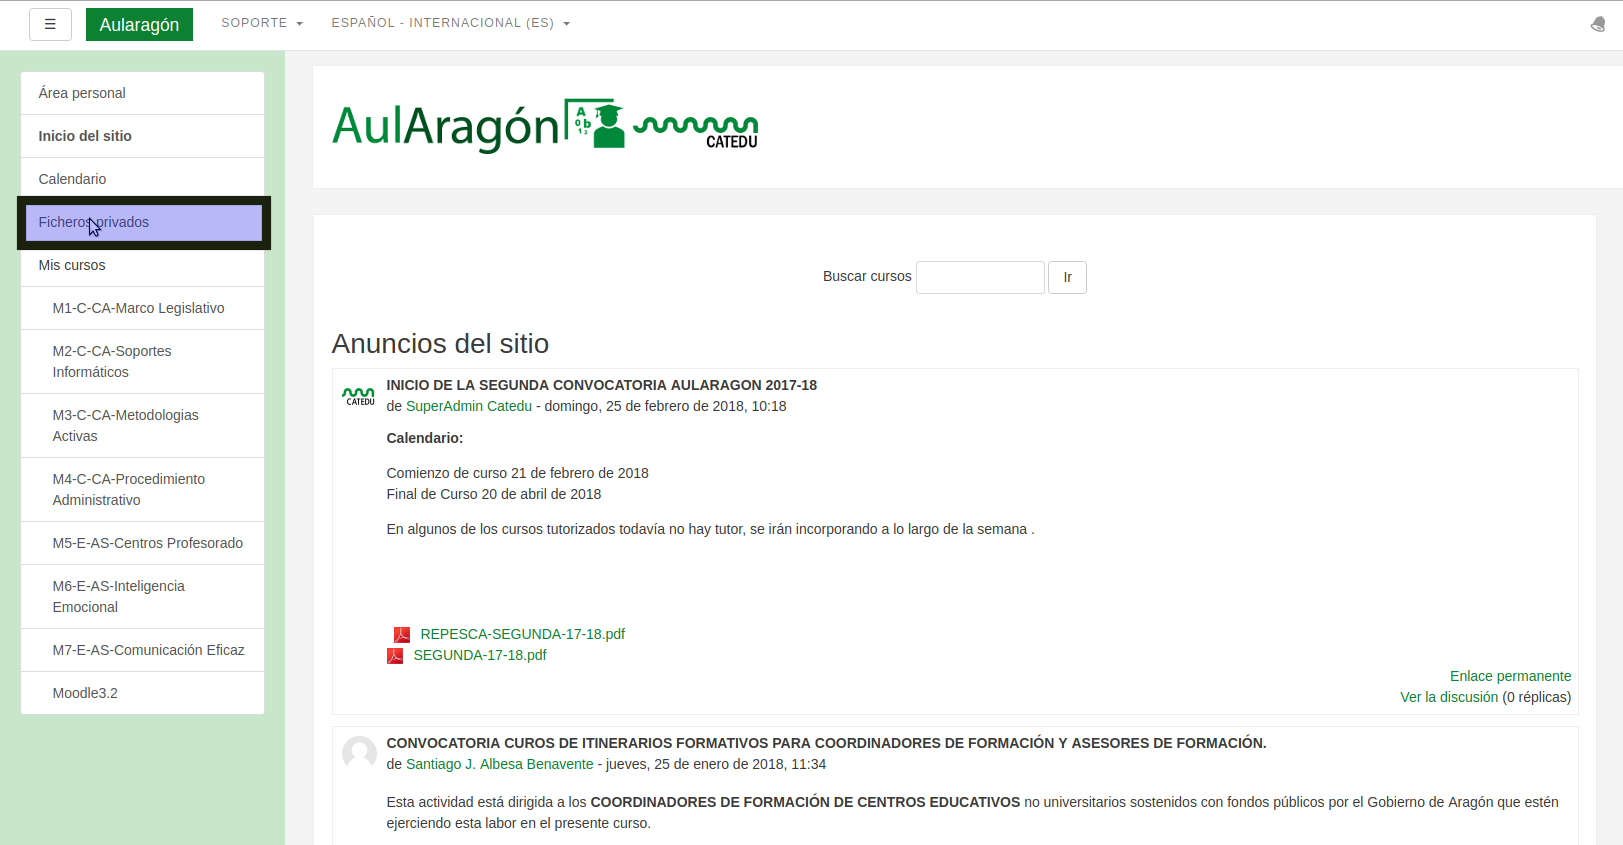 ☰ Aularagón SOPORTE ESPAÑOL - INTERNACIONAL (ES)
Área personal
Inicio del sitio
Calendario
Ficheros privados
Mis cursos
M1-C-CA-Marco Legislativo
M2-C-CA-Soportes
Informáticos
M3-C-CA-Metodologias
Activas
M4-C-CA-Procedimiento
Administrativo
M5-E-AS-Centros Profesorado
M6-E-AS-Inteligencia
Emocional
M7-E-AS-Comunicación Eficaz
Moodle3.2
AulAragón
A
b
0
1
3
CATEDU
Buscar cursos Ir
Anuncios del sitio
CATEDU
INICIO DE LA SEGUNDA CONVOCATORIA AULARAGON 2017-18
de SuperAdmin Catedu - domingo, 25 de febrero de 2018, 10:18
Calendario:
Comienzo de curso 21 de febrero de 2018
Final de Curso 20 de abril de 2018
En algunos de los cursos tutorizados todavía no hay tutor, se irán incorporando a lo largo de la semana .
REPESCA-SEGUNDA-17-18.pdf
SEGUNDA-17-18.pdf
Enlace permanente
Ver la discusión (0 réplicas)
CONVOCATORIA CUROS DE ITINERARIOS FORMATIVOS PARA COORDINADORES DE FORMACIÓN Y ASESORES DE FORMACIÓN.
de Santiago J. Albesa Benavente - jueves, 25 de enero de 2018, 11:34
Esta actividad está dirigida a los COORDINADORES DE FORMACIÓN DE CENTROS EDUCATIVOS no universitarios sostenidos con fondos públicos por el Gobierno de Aragón que estén
ejerciendo esta labor en el presente curso.